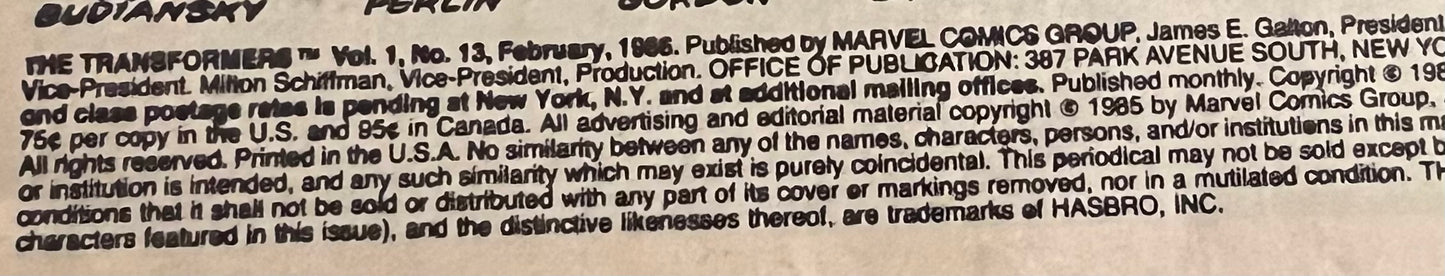 BUDIANSKY PERLIN GORDON
THE TRANSFORMERS ™ Vol. 1, No. 13, February, 1986. Published by MARVEL COMICS GROUP, James E. Galton, President
Vice-President. Milton Schiffman, Vice-President, Production. OFFICE OF PUBLICATION: 387 PARK AVENUE SOUTH, NEW YO
ond class postage rates is pending at New York, N.Y. and at additional mailing offices. Published monthly. Copyright © 198
75¢ per copy in the U.S. and 95¢ in Canada. All advertising and editorial material copyright © 1985 by Marvel Comics Group,
All rights reserved. Printed in the U.S.A. No similarity between any of the names, characters, persons, and/or institutions in this ma
or institution is intended, and any such similarity which may exist is purely coincidental. This periodical may not be sold except b
conditions that it shall not be sold or distributed with any part of its cover or markings removed, nor in a mutilated condition. TH
characters featured in this issue), and the distinctive likenesses thereof, are trademarks of HASBRO, INC.